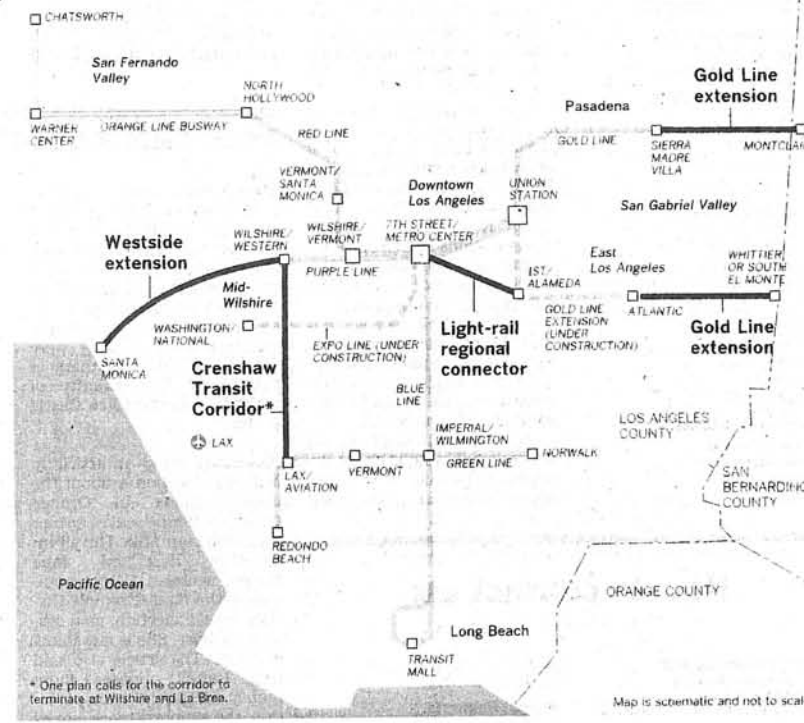 CHATSWORTH
San Fernando
Valley
NORTH
HOLLYWOOD
WARNER
CENTER
ORANGE LINE BUSWAY
RED LINE
Gold Line
extension
Pasadena
GOLD LINE
SIERRA
MADRE
VILLA
MONTCLAIR
VERMONT/
SANTA
MONICA
Downtown
Los Angeles
UNION
STATION
San Gabriel Valley
Westside
extension
WILSHIRE/
WESTERN
WILSHIRE/
VERMONT
7TH STREET/
METRO CENTER
PURPLE LINE
Mid-
Wilshire
1ST/
ALAMEDA
East
Los Angeles
WHITTIER
OR SOUTH
EL MONTE
WASHINGTON/
NATIONAL
EXPO LINE (UNDER
CONSTRUCTION)
Light-rail
regional
connector
GOLD LINE
EXTENSION
(UNDER
CONSTRUCTION)
ATLANTIC
Gold Line
extension
SANTA
MONICA
Crenshaw
Transit
Corridor*
BLUE
LINE
LAX
LAX/
AVIATION
VERMONT
IMPERIAL/
WILMINGTON
GREEN LINE
NORWALK
LOS ANGELES
COUNTY
SAN
BERNARDINO
COUNTY
REDONDO
BEACH
Pacific Ocean
ORANGE COUNTY
Long Beach
TRANSIT
MALL
* One plan calls for the corridor to
terminate at Wilshire and La Brea.
Map is schematic and not to scal